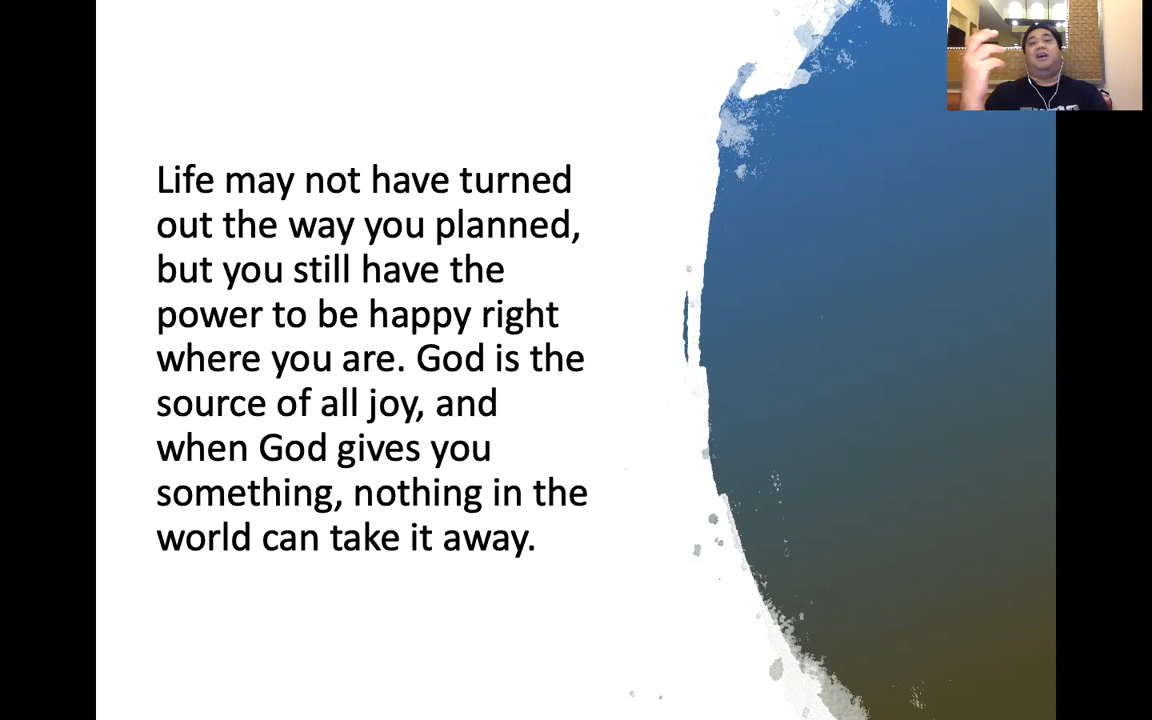 Life may not have turned
out the way you planned,
but you still have the
power to be happy right
where you are. God is the
source of all joy, and
when God gives you
something, nothing in the
world can take it away.